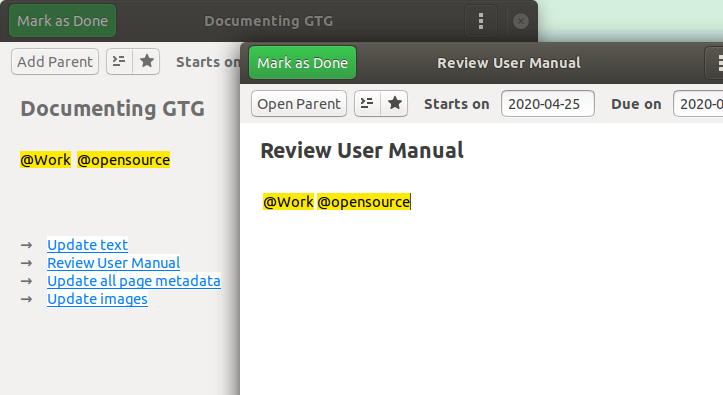 Mark as Done Documenting GTG
Add Parent Starts on
Documenting GTG
@Work @opensource
→ Update text
→ Review User Manual
→ Update all page metadata
→ Update images
Mark as Done Review User Manual
Open Parent Starts on 2020-04-25 Due on 2020-0
Review User Manual
@Work @opensource